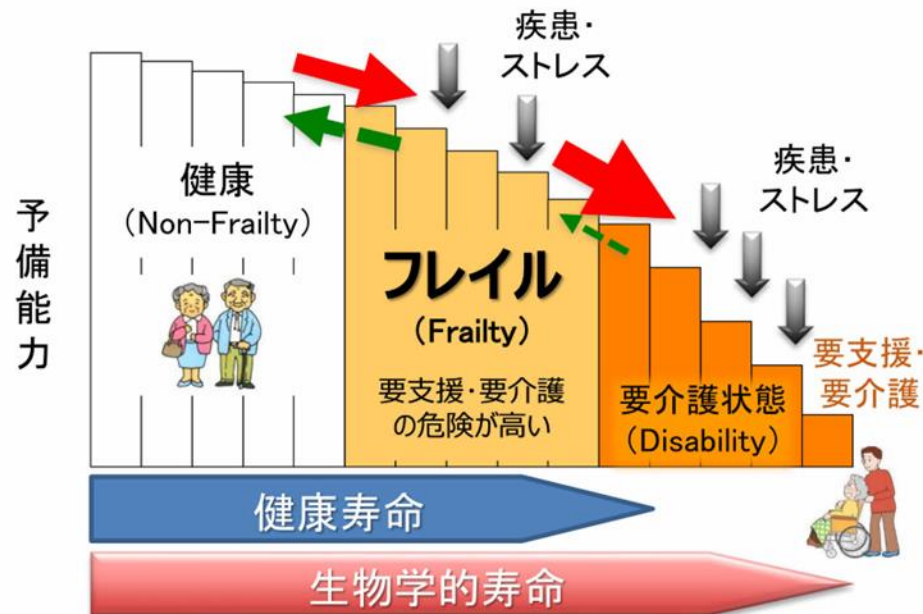 疾患・
ストレス
疾患・
ストレス
予備能力
健康
(Non-Frailty)
フレイル
(Frailty)
要支援・要介護
の危険が高い
要介護状態
(Disability)
要支援・
要介護
健康寿命
生物学的寿命